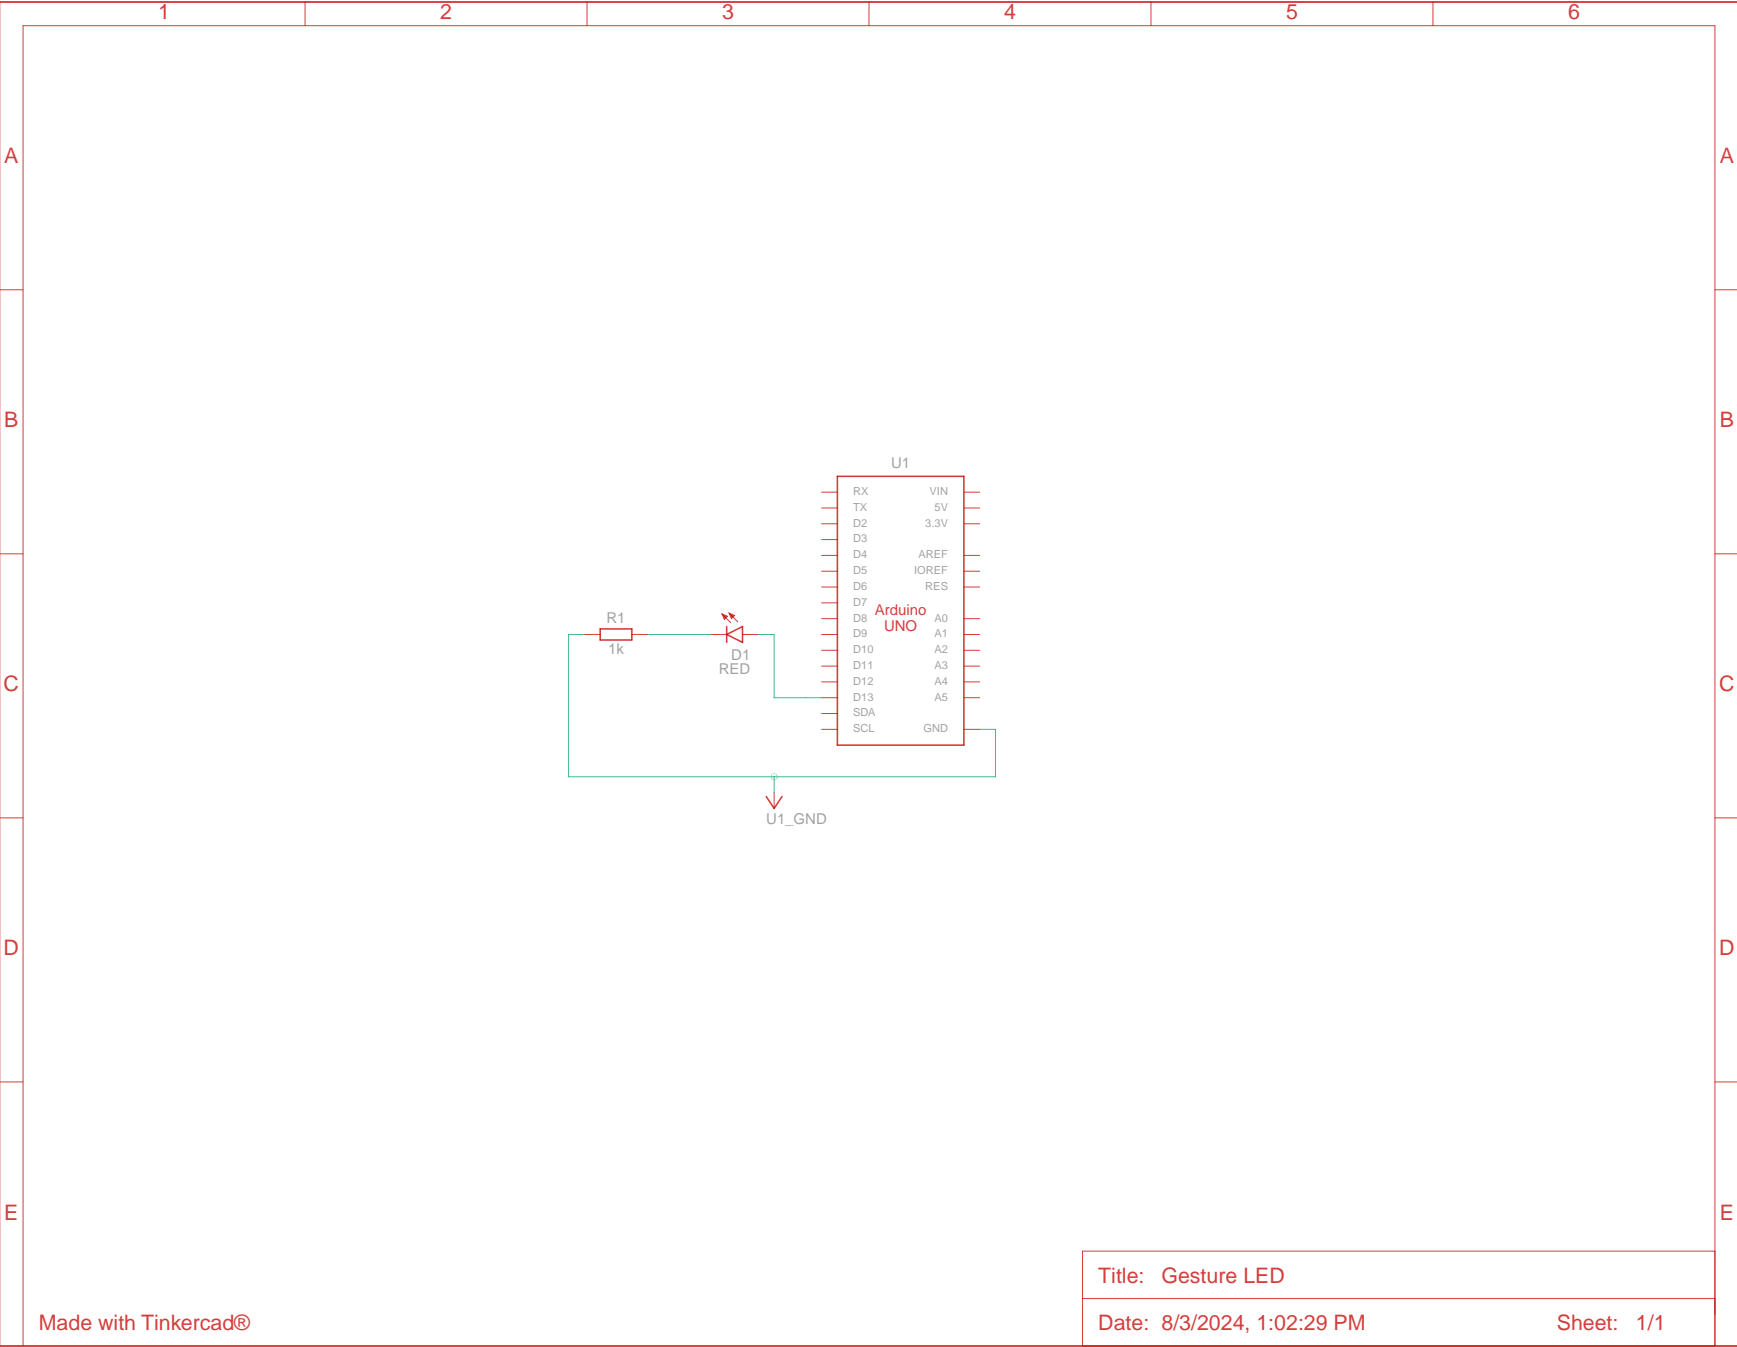 1 2 3 4 5 6
A A
B B
U1
RX VIN
TX 5V
D2 3.3V
D3
D4 AREF
D5 IOREF
D6 RES
D7
Arduino
UNO
D8 A0
D9 A1
D10 A2
D11 A3
D12 A4
D13 A5
SDA
SCL GND
R1
1k
D1
RED
C C
U1_GND
D D
E E
Title: Gesture LED
Date: 8/3/2024, 1:02:29 PM Sheet: 1/1
Made with Tinkercad®